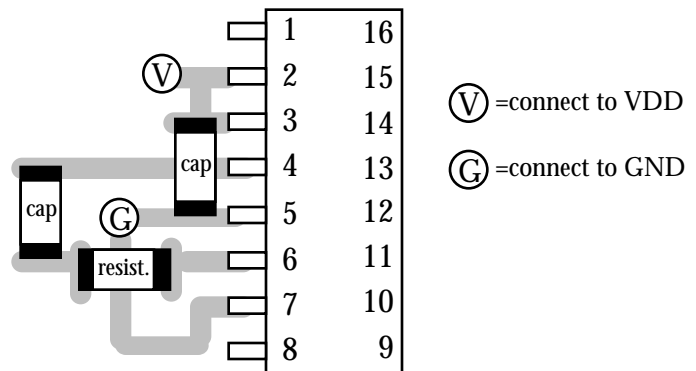 1 16
2 15
3 14
4 13
5 12
6 11
7 10
8 9
V
cap
cap
G
resist.
V =connect to VDD
G =connect to GND